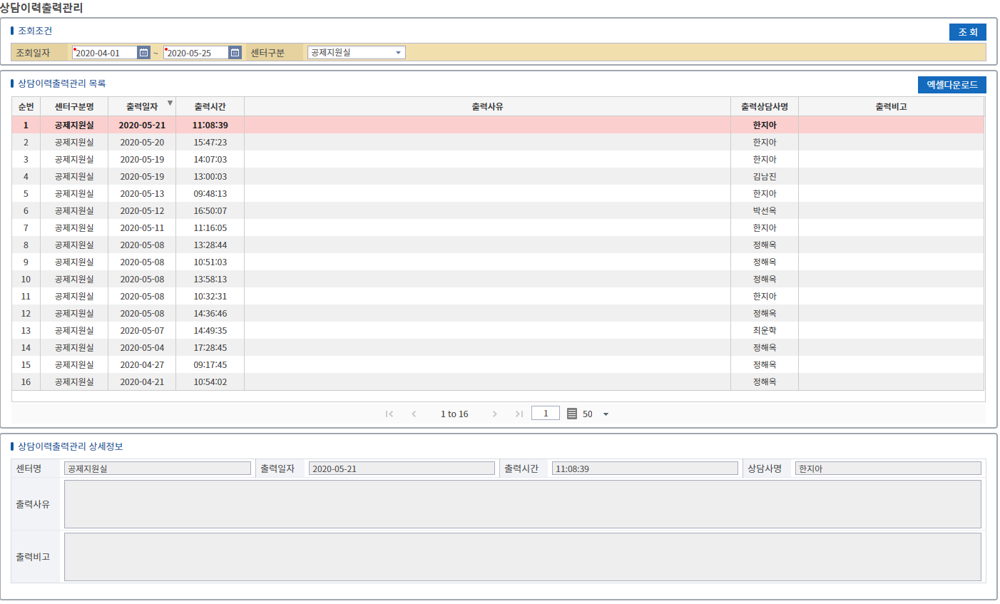 상담이력출력관리
조회조건
조 회
조회일자 2020-04-01 ~ 2020-05-25 센터구분 공제지원실
상담이력출력관리 목록
엑셀다운로드
순번 센터구분명 출력일자 ▼ 출력시간 출력사유 출력상담사명 출력비고
1 공제지원실 2020-05-21 11:08:39 한지아
2 공제지원실 2020-05-20 15:47:23 한지아
3 공제지원실 2020-05-19 14:07:03 한지아
4 공제지원실 2020-05-19 13:00:03 김남진
5 공제지원실 2020-05-13 09:48:13 한지아
6 공제지원실 2020-05-12 16:50:07 박선옥
7 공제지원실 2020-05-11 11:16:05 한지아
8 공제지원실 2020-05-08 13:28:44 정해옥
9 공제지원실 2020-05-08 10:51:03 정해옥
10 공제지원실 2020-05-08 13:58:13 정해옥
11 공제지원실 2020-05-08 10:32:31 한지아
12 공제지원실 2020-05-08 14:36:46 정해옥
13 공제지원실 2020-05-07 14:49:35 최운학
14 공제지원실 2020-05-04 17:28:45 정해옥
15 공제지원실 2020-04-27 09:17:45 정해옥
16 공제지원실 2020-04-21 10:54:02 정해옥
1 to 16 1 50
상담이력출력관리 상세정보
센터명 공제지원실 출력일자 2020-05-21 출력시간 11:08:39 상담사명 한지아
출력사유
출력비고